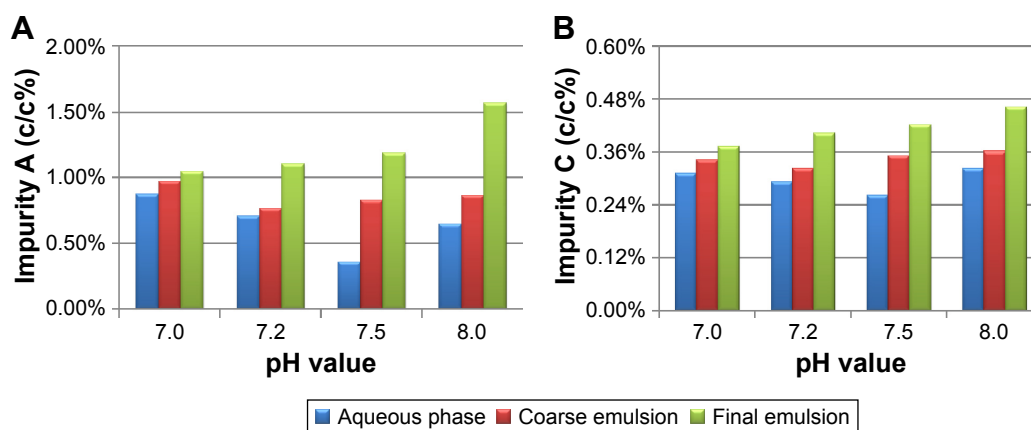 A
Impurity A (c/c%)
2.00%
1.50%
1.00%
0.50%
0.00%
7.0 7.2 7.5 8.0
pH value
B
Impurity C (c/c%)
0.60%
0.48%
0.36%
0.24%
0.12%
0.00%
7.0 7.2 7.5 8.0
pH value
Aqueous phase Coarse emulsion Final emulsion